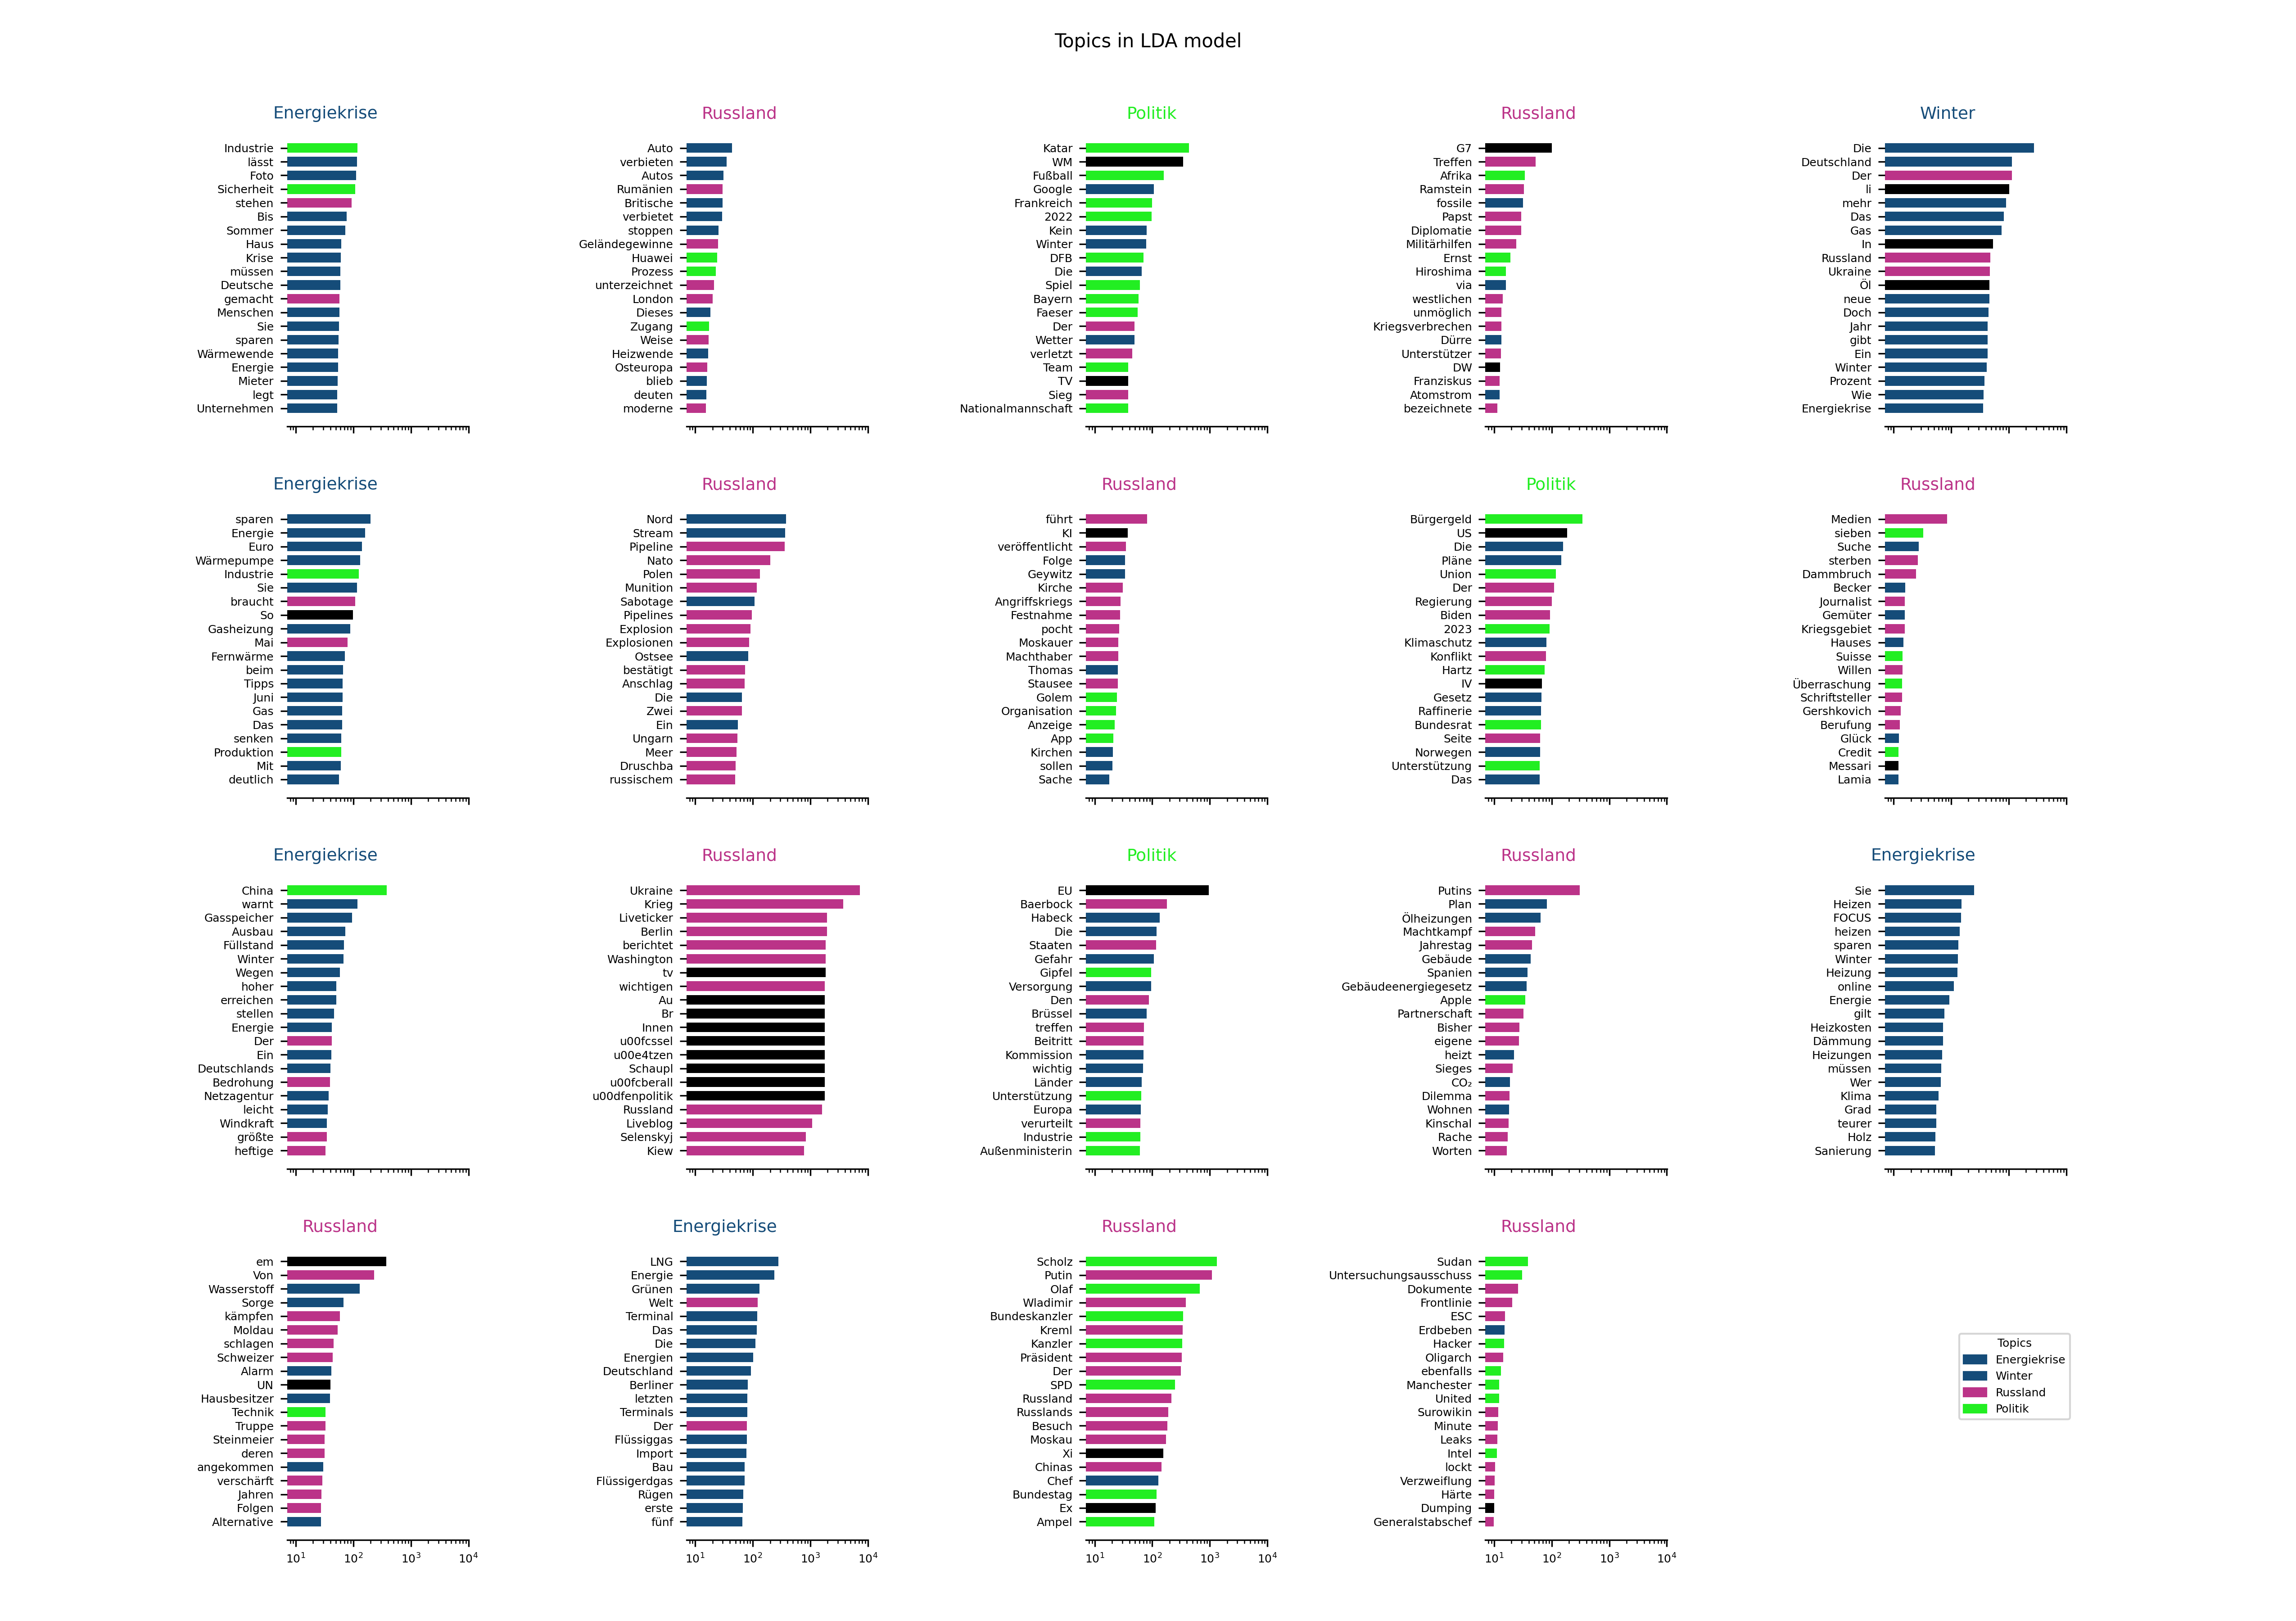 Topics in LDA model
Energiekrise
Industrie
lässt
Foto
Sicherheit
stehen
Bis
Sommer
Haus
Krise
müssen
Deutsche
gemacht
Menschen
Sie
sparen
Wärmewende
Energie
Mieter
legt
Unternehmen
Russland
Auto
verbieten
Autos
Rumänien
Britische
verbietet
stoppen
Geländegewinne
Huawei
Prozess
unterzeichnet
London
Dieses
Zugang
Weise
Heizwende
Osteuropa
blieb
deuten
moderne
Politik
Katar
WM
Fußball
Google
Frankreich
2022
Kein
Winter
DFB
Die
Spiel
Bayern
Faeser
Der
Wetter
verletzt
Team
TV
Sieg
Nationalmannschaft
Russland
G7
Treffen
Afrika
Ramstein
fossile
Papst
Diplomatie
Militärhilfen
Ernst
Hiroshima
via
westlichen
unmöglich
Kriegsverbrechen
Dürre
Unterstützer
DW
Franziskus
Atomstrom
bezeichnete
Winter
Die
Deutschland
Der
li
mehr
Das
Gas
In
Russland
Ukraine
Öl
neue
Doch
Jahr
gibt
Ein
Winter
Prozent
Wie
Energiekrise
Energiekrise
sparen
Energie
Euro
Wärmepumpe
Industrie
Sie
braucht
So
Gasheizung
Mai
Fernwärme
beim
Tipps
Juni
Gas
Das
senken
Produktion
Mit
deutlich
Russland
Nord
Stream
Pipeline
Nato
Polen
Munition
Sabotage
Pipelines
Explosion
Explosionen
Ostsee
bestätigt
Anschlag
Die
Zwei
Ein
Ungarn
Meer
Druschba
russischem
Russland
führt
KI
veröffentlicht
Folge
Geywitz
Kirche
Angriffskriegs
Festnahme
pocht
Moskauer
Machthaber
Thomas
Stausee
Golem
Organisation
Anzeige
App
Kirchen
sollen
Sache
Politik
Bürgergeld
US
Die
Pläne
Union
Der
Regierung
Biden
2023
Klimaschutz
Konflikt
Hartz
IV
Gesetz
Raffinerie
Bundesrat
Seite
Norwegen
Unterstützung
Das
Russland
Medien
sieben
Suche
sterben
Dammbruch
Becker
Journalist
Gemüter
Kriegsgebiet
Hauses
Suisse
Willen
Überraschung
Schriftsteller
Gershkovich
Berufung
Glück
Credit
Messari
Lamia
Energiekrise
China
warnt
Gasspeicher
Ausbau
Füllstand
Winter
Wegen
hoher
erreichen
stellen
Energie
Der
Ein
Deutschlands
Bedrohung
Netzagentur
leicht
Windkraft
größte
heftige
Russland
Ukraine
Krieg
Liveticker
Berlin
berichtet
Washington
tv
wichtigen
Au
Br
Innen
u00fcssel
u00e4tzen
Schaupl
u00fcberall
u00dfenpolitik
Russland
Liveblog
Selenskyj
Kiew
Politik
EU
Baerbock
Habeck
Die
Staaten
Gefahr
Gipfel
Versorgung
Den
Brüssel
treffen
Beitritt
Kommission
wichtig
Länder
Unterstützung
Europa
verurteilt
Industrie
Außenministerin
Russland
Putins
Plan
Ölheizungen
Machtkampf
Jahrestag
Gebäude
Spanien
Gebäudeenergiegesetz
Apple
Partnerschaft
Bisher
eigene
heizt
Sieges
CO₂
Dilemma
Wohnen
Kinschal
Rache
Worten
Energiekrise
Sie
Heizen
FOCUS
heizen
sparen
Winter
Heizung
online
Energie
gilt
Heizkosten
Dämmung
Heizungen
müssen
Wer
Klima
Grad
teurer
Holz
Sanierung
Russland
em
Von
Wasserstoff
Sorge
kämpfen
Moldau
schlagen
Schweizer
Alarm
UN
Hausbesitzer
Technik
Truppe
Steinmeier
deren
angekommen
verschärft
Jahren
Folgen
Alternative
10¹ 10² 10³ 10⁴
Energiekrise
LNG
Energie
Grünen
Welt
Terminal
Das
Die
Energien
Deutschland
Berliner
letzten
Terminals
Der
Flüssiggas
Import
Bau
Flüssigerdgas
Rügen
erste
fünf
10¹ 10² 10³ 10⁴
Russland
Scholz
Putin
Olaf
Wladimir
Bundeskanzler
Kreml
Kanzler
Präsident
Der
SPD
Russland
Russlands
Besuch
Moskau
Xi
Chinas
Chef
Bundestag
Ex
Ampel
10¹ 10² 10³ 10⁴
Russland
Sudan
Untersuchungsausschuss
Dokumente
Frontlinie
ESC
Erdbeben
Hacker
Oligarch
ebenfalls
Manchester
United
Surowikin
Minute
Leaks
Intel
lockt
Verzweiflung
Härte
Dumping
Generalstabschef
10¹ 10² 10³ 10⁴
Topics
Energiekrise
Winter
Russland
Politik